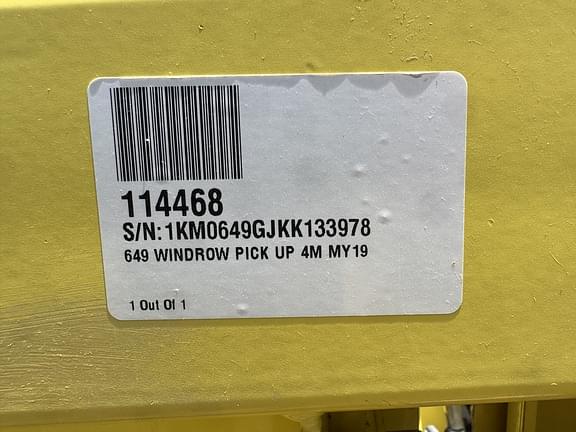 114468
S/N:1KM0649GJKK133978
649 WINDROW PICK UP 4M MY19
1 Out Of 1